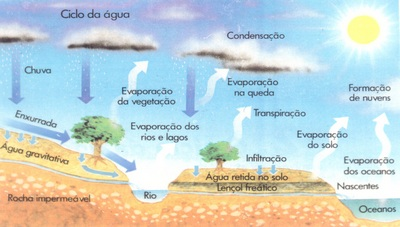 Ciclo da água
Condensação
Chuva
Evaporação
da vegetação
Evaporação
na queda
Formação
de nuvens
Enxurrada
Transpiração
Evaporação dos
rios e lagos
Evaporação
do solo
Água gravitativa
Infiltração
Evaporação
dos oceanos
Água retida no solo
Lençol freático
Nascentes
Rocha impermeável
Rio
Oceanos